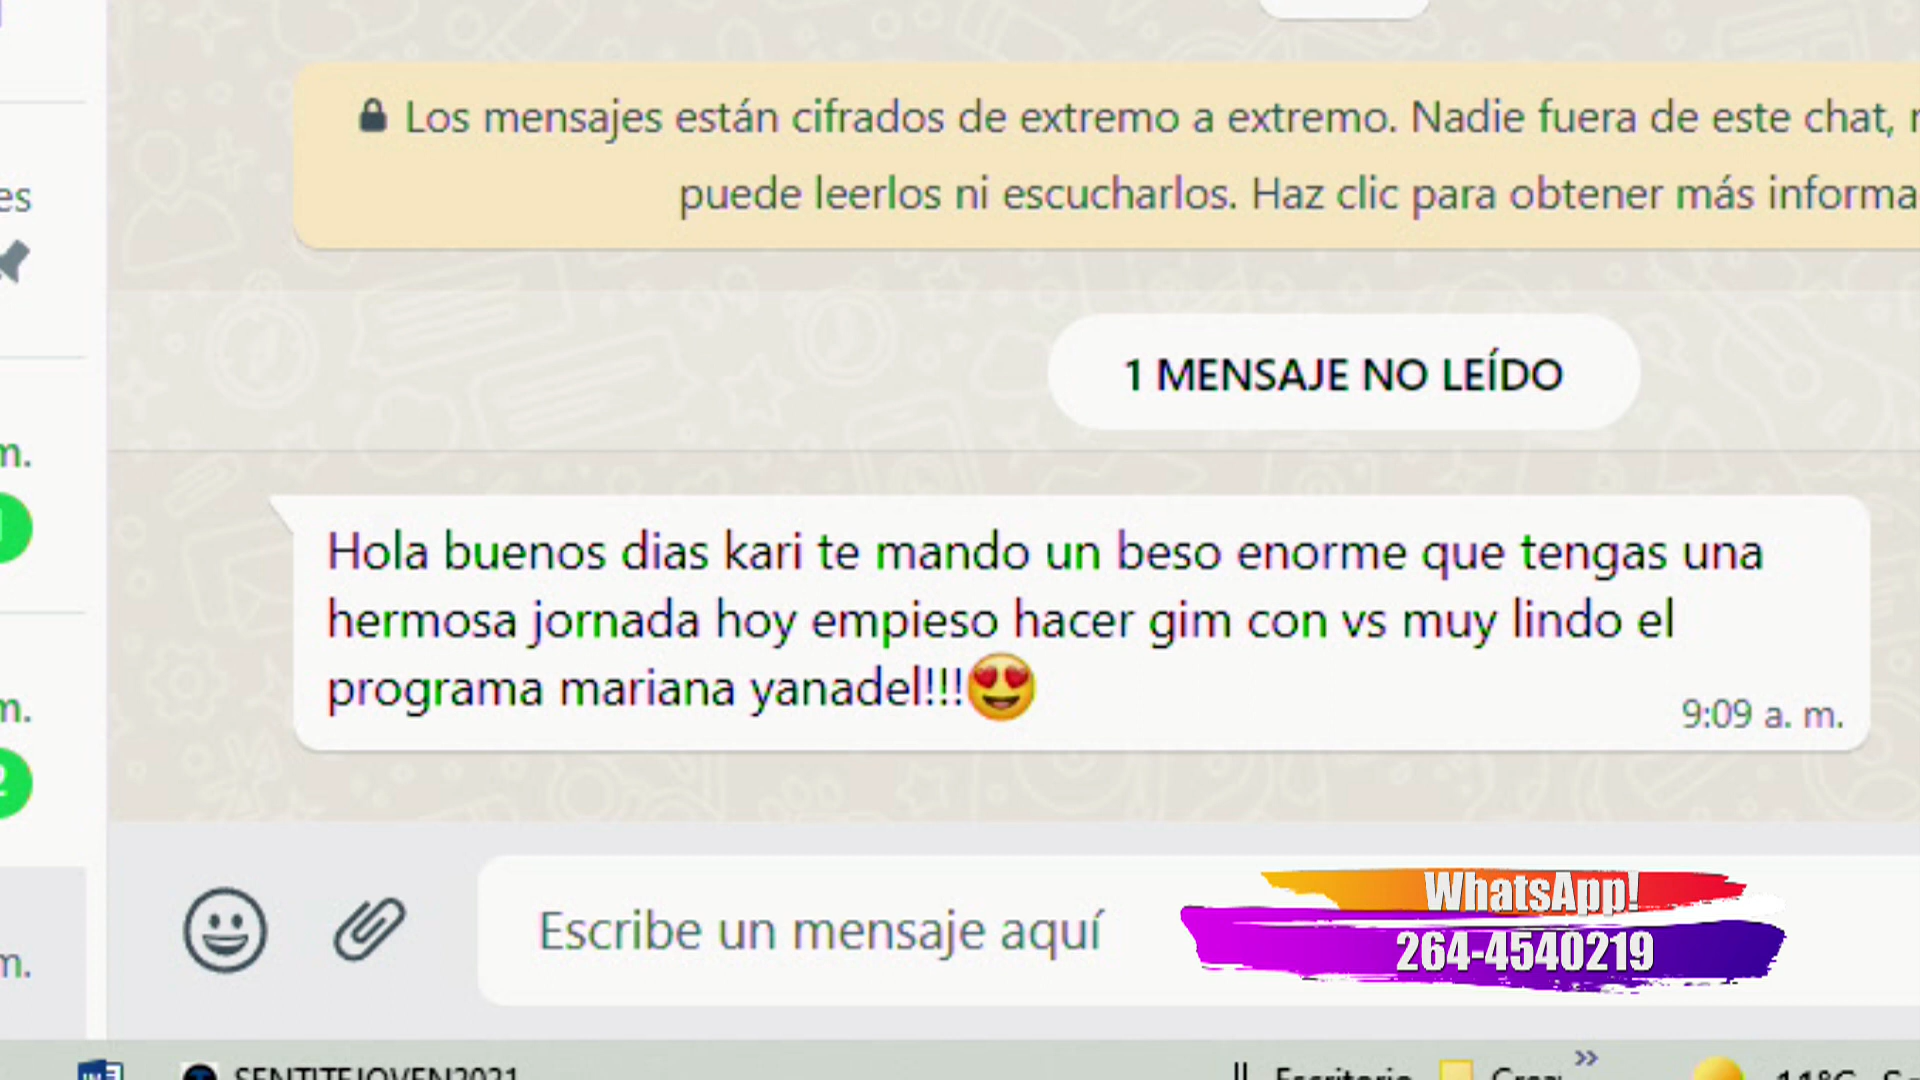 es
Los mensajes están cifrados de extremo a extremo. Nadie fuera de este chat,
puede leerlos ni escucharlos. Haz clic para obtener más informa
1 MENSAJE NO LEÍDO
m.
Hola buenos dias kari te mando un beso enorme que tengas una
hermosa jornada hoy empieso hacer gim con vs muy lindo el
programa mariana yanadel!!!😍
9:09 a. m.
m.
2
Escribe un mensaje aquí
WhatsApp!
264-4540219
m.
SENTITEJOVEN2021
Escritorio
11°C